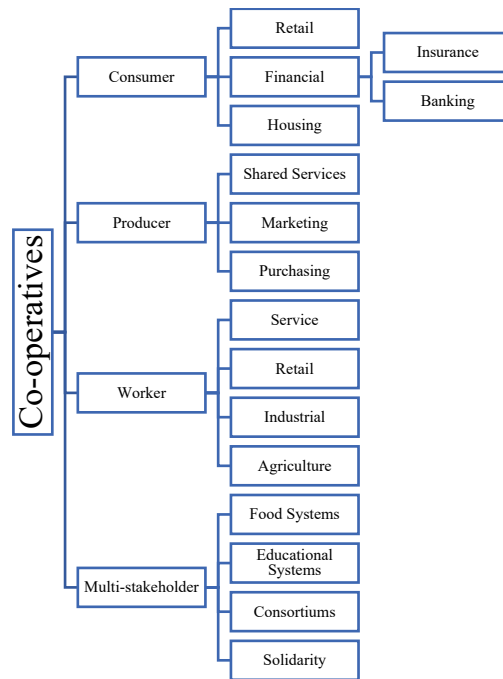 Co-operatives
Consumer
Retail
Financial
Insurance
Banking
Housing
Producer
Shared Services
Marketing
Purchasing
Worker
Service
Retail
Industrial
Agriculture
Multi-stakeholder
Food Systems
Educational
Systems
Consortiums
Solidarity